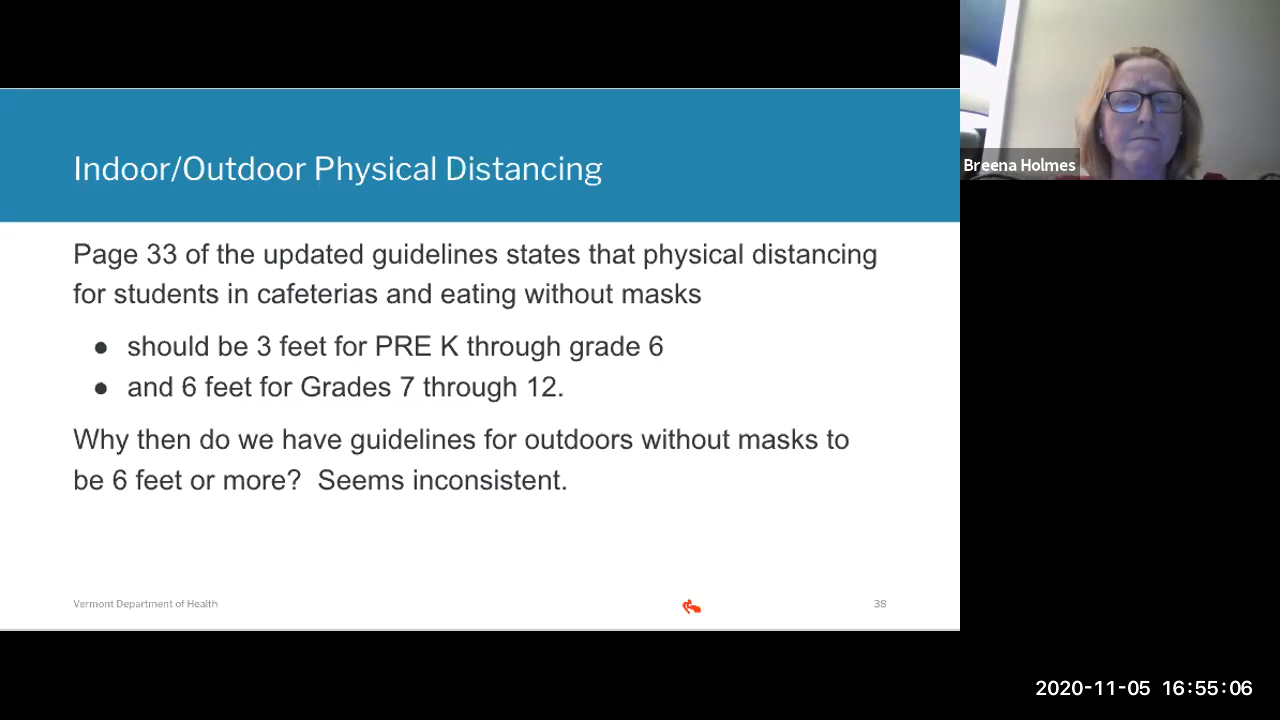 Indoor/Outdoor Physical Distancing
Breena Holmes
Page 33 of the updated guidelines states that physical distancing
for students in cafeterias and eating without masks
● should be 3 feet for PRE K through grade 6
● and 6 feet for Grades 7 through 12.
Why then do we have guidelines for outdoors without masks to
be 6 feet or more?  Seems inconsistent.
Vermont Department of Health
38
2020-11-05 16:55:06